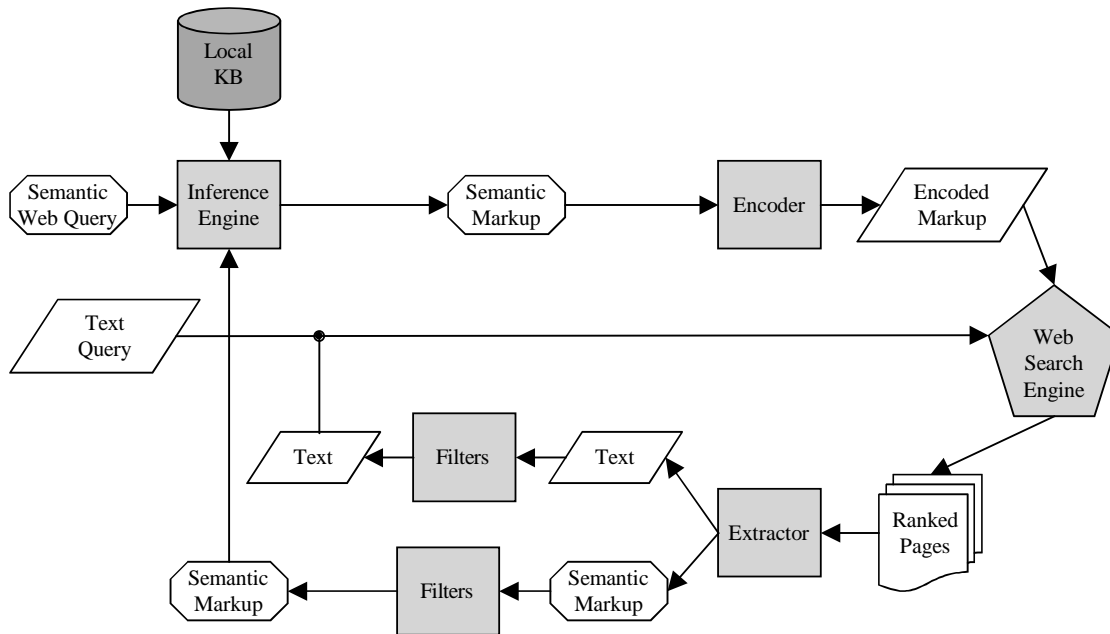 Local
KB
Semantic
Web Query
Inference
Engine
Semantic
Markup
Encoder
Encoded
Markup
Text
Query
Web
Search
Engine
Text
Filters
Text
Extractor
Ranked
Pages
Semantic
Markup
Filters
Semantic
Markup